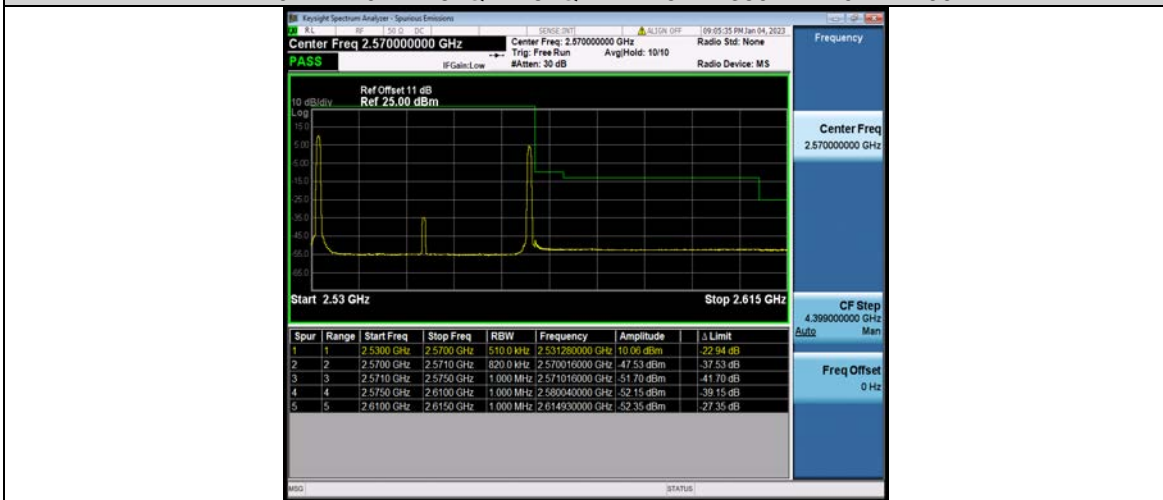 Keysight Spectrum Analyzer - Spurious Emissions
RL RF 50 Ω DC SENSE:INT ALIGN OFF 09:05:35 PM Jan 04, 2023
Center Freq 2.570000000 GHz
Center Freq: 2.570000000 GHz
Radio Std: None
Trig: Free Run Avg|Hold: 10/10
PASS
IFGain:Low
#Atten: 30 dB
Radio Device: MS
Ref Offset 11 dB
10 dB/div Ref 25.00 dBm
Log
15.0
5.00
-5.00
-15.0
-25.0
-35.0
-45.0
-55.0
-65.0
Start 2.53 GHz Stop 2.615 GHz
Spur Range Start Freq Stop Freq RBW Frequency Amplitude Δ Limit
1 1 2.5300 GHz 2.5700 GHz 510.0 kHz 2.531280000 GHz 10.06 dBm -22.94 dB
2 2 2.5700 GHz 2.5710 GHz 820.0 kHz 2.570016000 GHz -47.53 dBm -37.53 dB
3 3 2.5710 GHz 2.5750 GHz 1.000 MHz 2.571016000 GHz -51.70 dBm -41.70 dB
4 4 2.5750 GHz 2.6100 GHz 1.000 MHz 2.580040000 GHz -52.15 dBm -39.15 dB
5 5 2.6100 GHz 2.6150 GHz 1.000 MHz 2.614930000 GHz -52.35 dBm -27.35 dB
MSG STATUS
Frequency
Center Freq
2.570000000 GHz
CF Step
4.399000000 GHz
Auto Man
Freq Offset
0 Hz